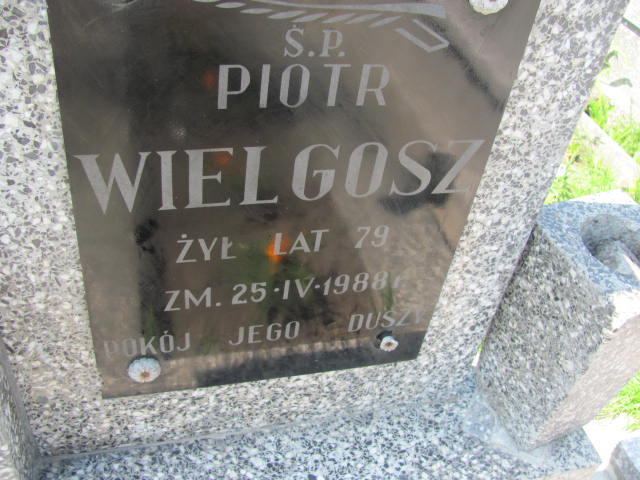 Ś.P.
PIOTR
WIELGOSZ
ŻYŁ LAT 79
ZM. 25·IV·1988 r
POKÓJ JEGO DUSZY